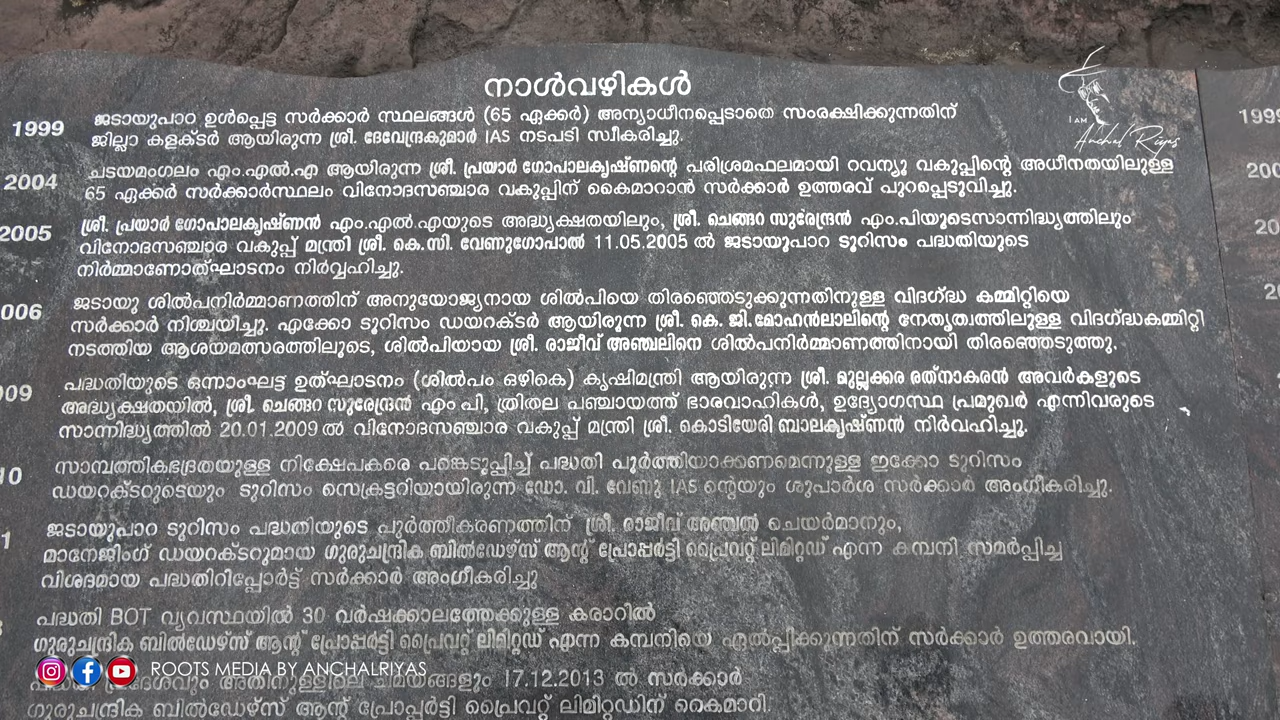 നാൾവഴികൾ
1999 ജടായുപാറ ഉൾപ്പെട്ട സർക്കാർ സ്ഥലങ്ങൾ (65 ഏക്കർ) അന്യാധീനപ്പെടാതെ സംരക്ഷിക്കുന്നതിന്
ജില്ലാ കളക്ടർ ആയിരുന്ന ശ്രീ. ദേവേന്ദ്രകുമാർ IAS നടപടി സ്വീകരിച്ചു.
2004 ചടയമംഗലം എം.എൽ.എ ആയിരുന്ന ശ്രീ. പ്രയാർ ഗോപാലകൃഷ്ണന്റെ പരിശ്രമഫലമായി റവന്യൂ വകുപ്പിന്റെ അധീനതയിലുള്ള
65 ഏക്കർ സർക്കാർസ്ഥലം വിനോദസഞ്ചാര വകുപ്പിന് കൈമാറാൻ സർക്കാർ ഉത്തരവ് പുറപ്പെടുവിച്ചു.
2005 ശ്രീ. പ്രയാർ ഗോപാലകൃഷ്ണൻ എം.എൽ.എയുടെ അദ്ധ്യക്ഷതയിലും, ശ്രീ. ചെങ്ങറ സുരേന്ദ്രൻ എം.പിയുടെസാന്നിദ്ധ്യത്തിലും
വിനോദസഞ്ചാര വകുപ്പ് മന്ത്രി ശ്രീ. കെ.സി. വേണുഗോപാൽ 11.05.2005 ൽ ജടായുപാറ ടൂറിസം പദ്ധതിയുടെ
നിർമ്മാണോത്ഘാടനം നിർവ്വഹിച്ചു.
006 ജടായു ശിൽപനിർമ്മാണത്തിന് അനുയോജ്യനായ ശിൽപിയെ തിരഞ്ഞെടുക്കുന്നതിനുള്ള വിദഗ്ദ്ധ കമ്മിറ്റിയെ
സർക്കാർ നിശ്ചയിച്ചു. എക്കോ ടൂറിസം ഡയറക്ടർ ആയിരുന്ന ശ്രീ. കെ. ജി.മോഹൻലാലിന്റെ നേതൃത്വത്തിലുള്ള വിദഗ്ദ്ധകമ്മിറ്റി
നടത്തിയ ആശയമത്സരത്തിലൂടെ, ശിൽപിയായ ശ്രീ. രാജീവ് അഞ്ചലിനെ ശിൽപനിർമ്മാണത്തിനായി തിരഞ്ഞെടുത്തു.
009 പദ്ധതിയുടെ ഒന്നാംഘട്ട ഉത്ഘാടനം (ശിൽപം ഒഴികെ) കൃഷിമന്ത്രി ആയിരുന്ന ശ്രീ. മുല്ലക്കര രത്നാകരൻ അവർകളുടെ
അദ്ധ്യക്ഷതയിൽ, ശ്രീ. ചെങ്ങറ സുരേന്ദ്രൻ എം.പി, ത്രിതല പഞ്ചായത്ത് ഭാരവാഹികൾ, ഉദ്യോഗസ്ഥ പ്രമുഖർ എന്നിവരുടെ
സാന്നിദ്ധ്യത്തിൽ 20.01.2009 ൽ വിനോദസഞ്ചാര വകുപ്പ് മന്ത്രി ശ്രീ. കൊടിയേരി ബാലകൃഷ്ണൻ നിർവഹിച്ചു.
10 സാമ്പത്തികഭദ്രതയുള്ള നിക്ഷേപകരെ പങ്കെടുപ്പിച്ച് പദ്ധതി പൂർത്തിയാക്കണമെന്നുള്ള ഇക്കോ ടൂറിസം
ഡയറക്ടറുടെയും ടൂറിസം സെക്രട്ടറിയായിരുന്ന ഡോ. വി. വേണു IAS ന്റെയും ശുപാർശ സർക്കാർ അംഗീകരിച്ചു.
1 ജടായുപാറ ടൂറിസം പദ്ധതിയുടെ പൂർത്തീകരണത്തിന് ശ്രീ. രാജീവ് അഞ്ചൽ ചെയർമാനും,
മാനേജിംഗ് ഡയറക്ടറുമായ ഗുരുചന്ദ്രിക ബിൽഡേഴ്സ് ആന്റ് പ്രോപ്പർട്ടി പ്രൈവറ്റ് ലിമിറ്റഡ് എന്ന കമ്പനി സമർപ്പിച്ച
വിശദമായ പദ്ധതിറിപ്പോർട്ട് സർക്കാർ അംഗീകരിച്ചു
പദ്ധതി BOT വ്യവസ്ഥയിൽ 30 വർഷക്കാലത്തേക്കുള്ള കരാറിൽ
ഗുരുചന്ദ്രിക ബിൽഡേഴ്സ് ആന്റ് പ്രോപ്പർട്ടി പ്രൈവറ്റ് ലിമിറ്റഡ് എന്ന കമ്പനിയെ ഏൽപ്പിക്കുന്നതിന് സർക്കാർ ഉത്തരവായി.
17.12.2013 ൽ സർക്കാർ
ഗുരുചന്ദ്രിക ബിൽഡേഴ്സ് ആന്റ് പ്രോപ്പർട്ടി പ്രൈവറ്റ് ലിമിറ്റഡിന് കൈമാറി.
I AM
Anchal Riyas
1999
200
20
2
ROOTS MEDIA BY ANCHALRIYAS